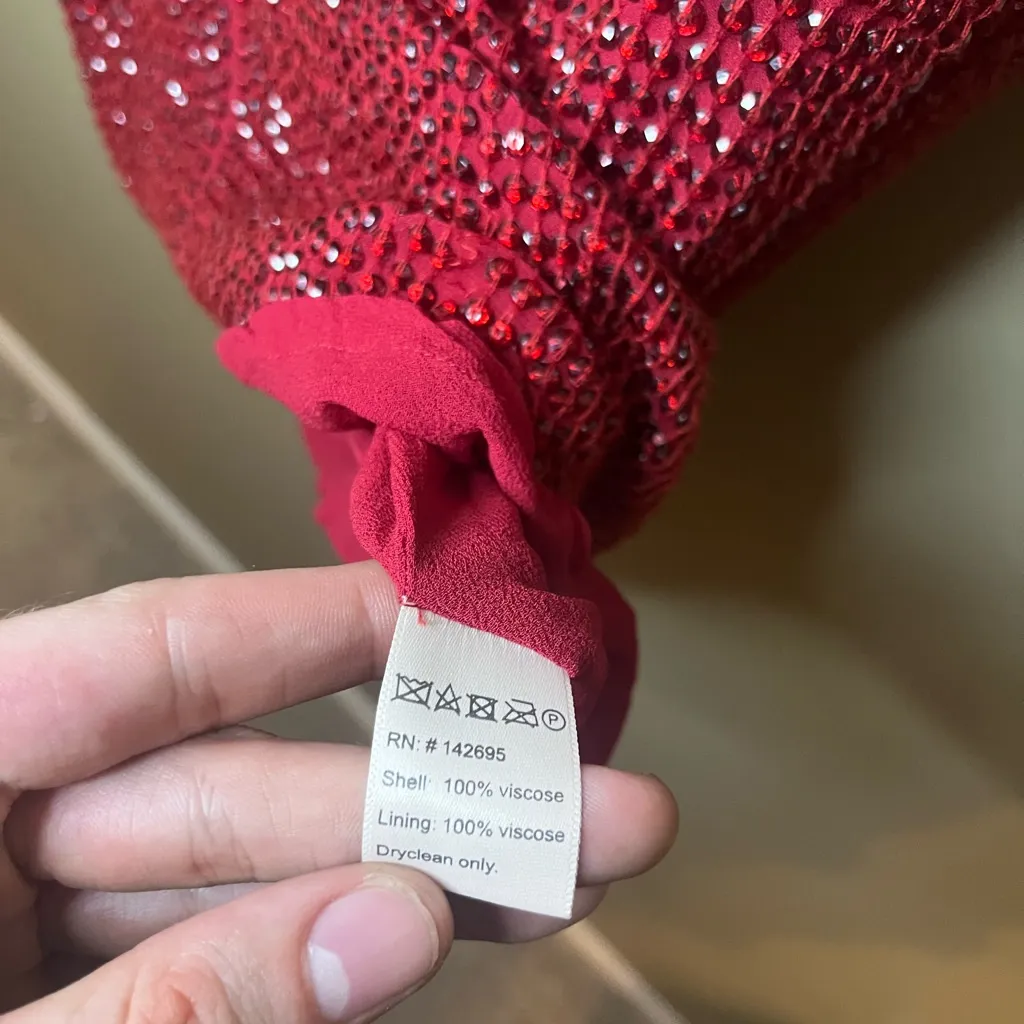 P
RN: # 142695
Shell: 100% viscose
Lining: 100% viscose
Dryclean only.